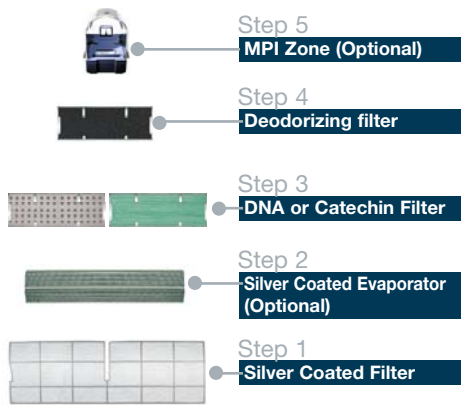 Step 5
MPI Zone (Optional)
Step 4
Deodorizing filter
Step 3
DNA or Catechin Filter
Step 2
Silver Coated Evaporator
(Optional)
Step 1
Silver Coated Filter